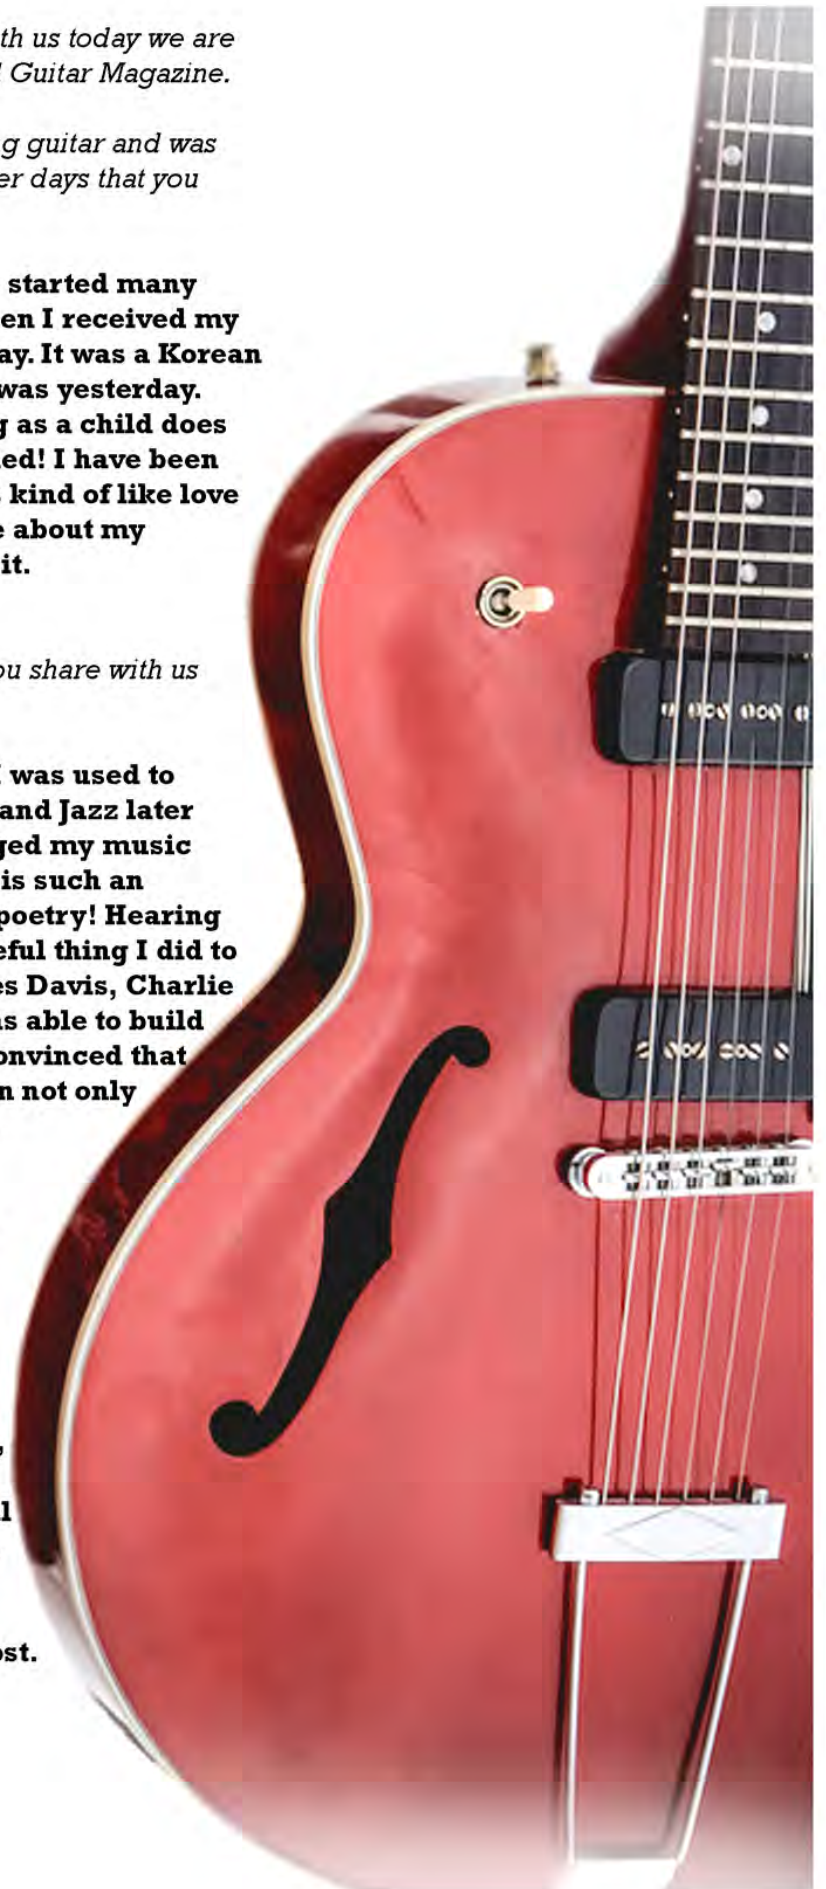 th us today we are
Guitar Magazine.
g guitar and was
er days that you
started many
en I received my
ay. It was a Korean
was yesterday.
g as a child does
ed! I have been
kind of like love
e about my
it.
ou share with us
I was used to
and Jazz later
ged my music
is such an
poetry! Hearing
eful thing I did to
es Davis, Charlie
as able to build
onvinced that
n not only
,
l
ost.